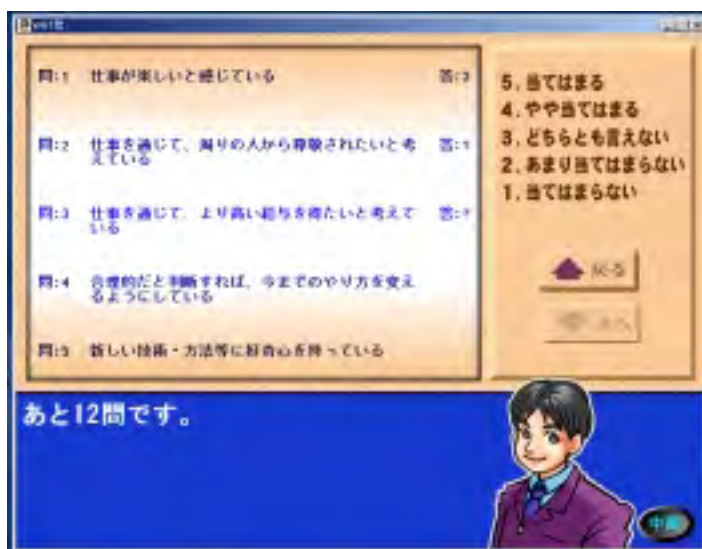 問:1 仕事が楽しいと感じている
問:2 仕事を通じて、周りの人から尊敬されたいと考
えている
問:3 仕事を通じて、より高い給与を得たいと考えて
いる
問:4 合理的だと判断すれば、今までのやり方を変え
るようにしている
問:5 新しい技術・方法等に好奇心を持っている
5.当てはまる
4.やや当てはまる
3.どちらとも言えない
2.あまり当てはまらない
1.当てはまらない
戻る
あと12問です。